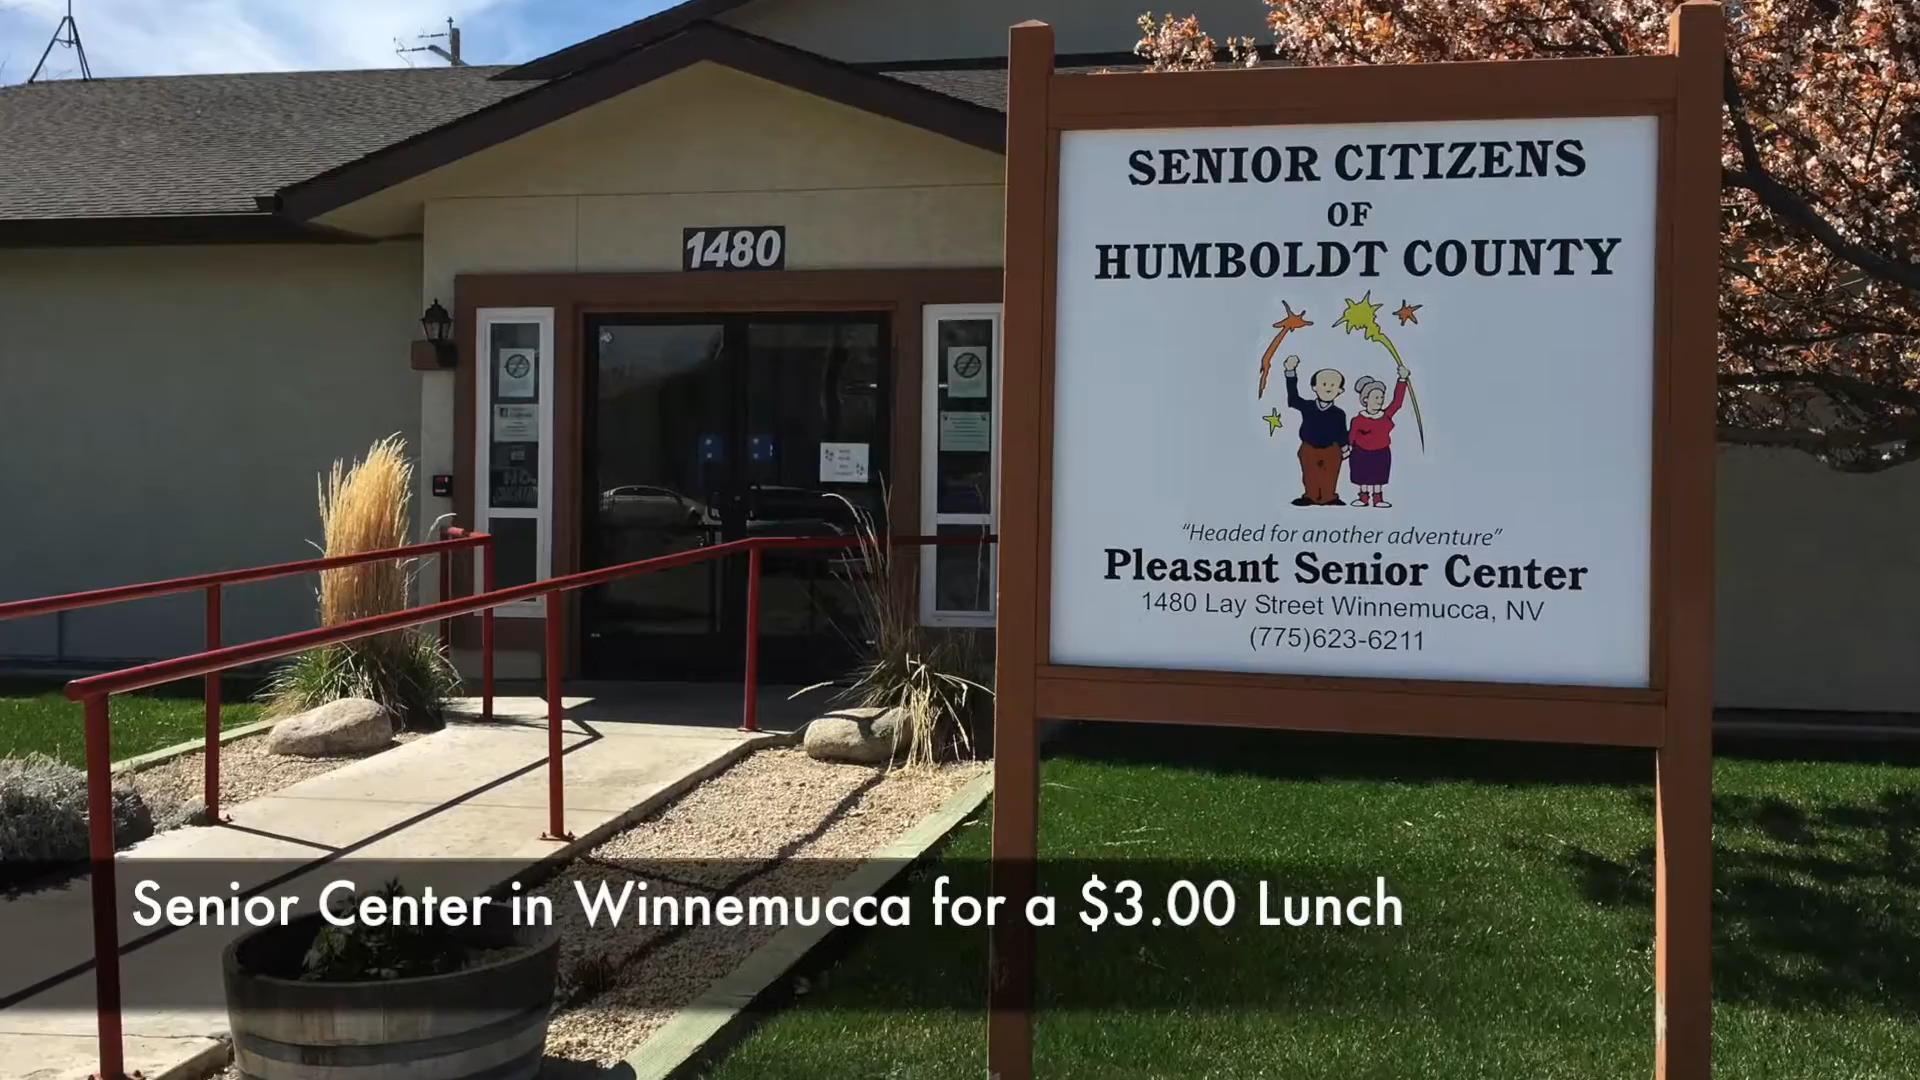 1480
SENIOR CITIZENS
OF
HUMBOLDT COUNTY
“Headed for another adventure”
Pleasant Senior Center
1480 Lay Street Winnemucca, NV
(775)623-6211
Senior Center in Winnemucca for a $3.00 Lunch